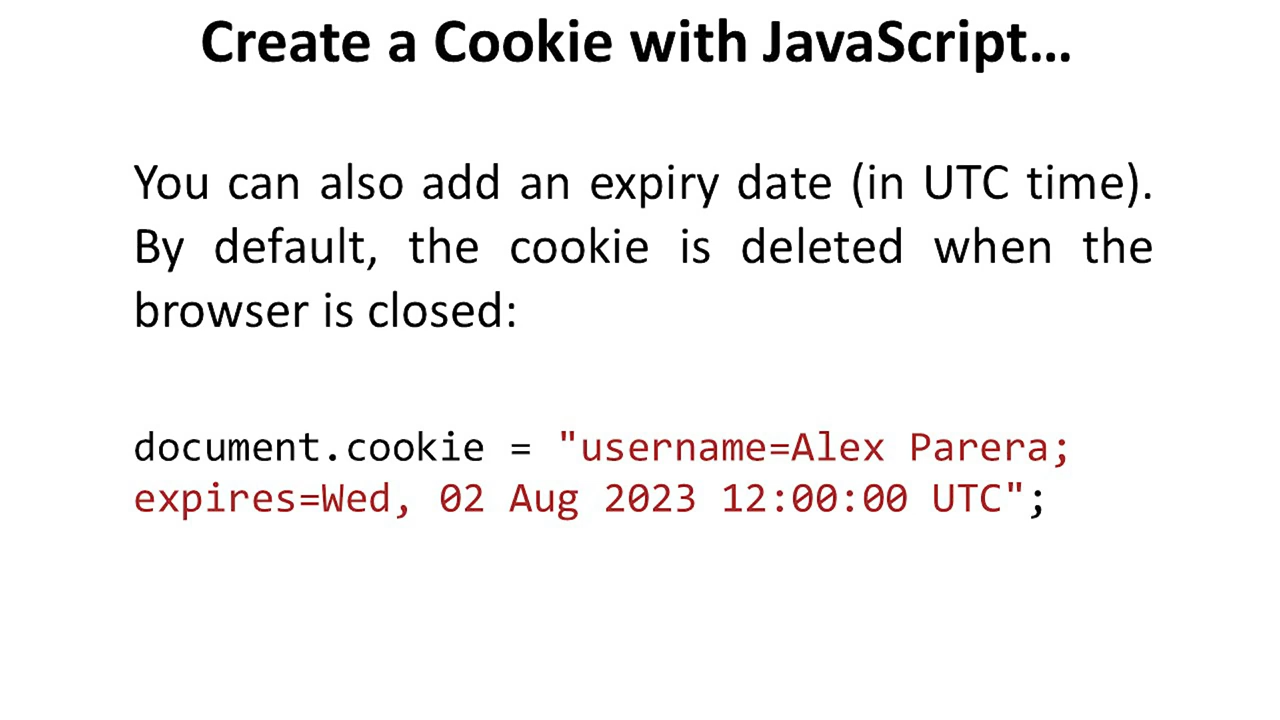 Create a Cookie with JavaScript…
You can also add an expiry date (in UTC time).
By default, the cookie is deleted when the
browser is closed:
document.cookie = "username=Alex Parera;
expires=Wed, 02 Aug 2023 12:00:00 UTC";